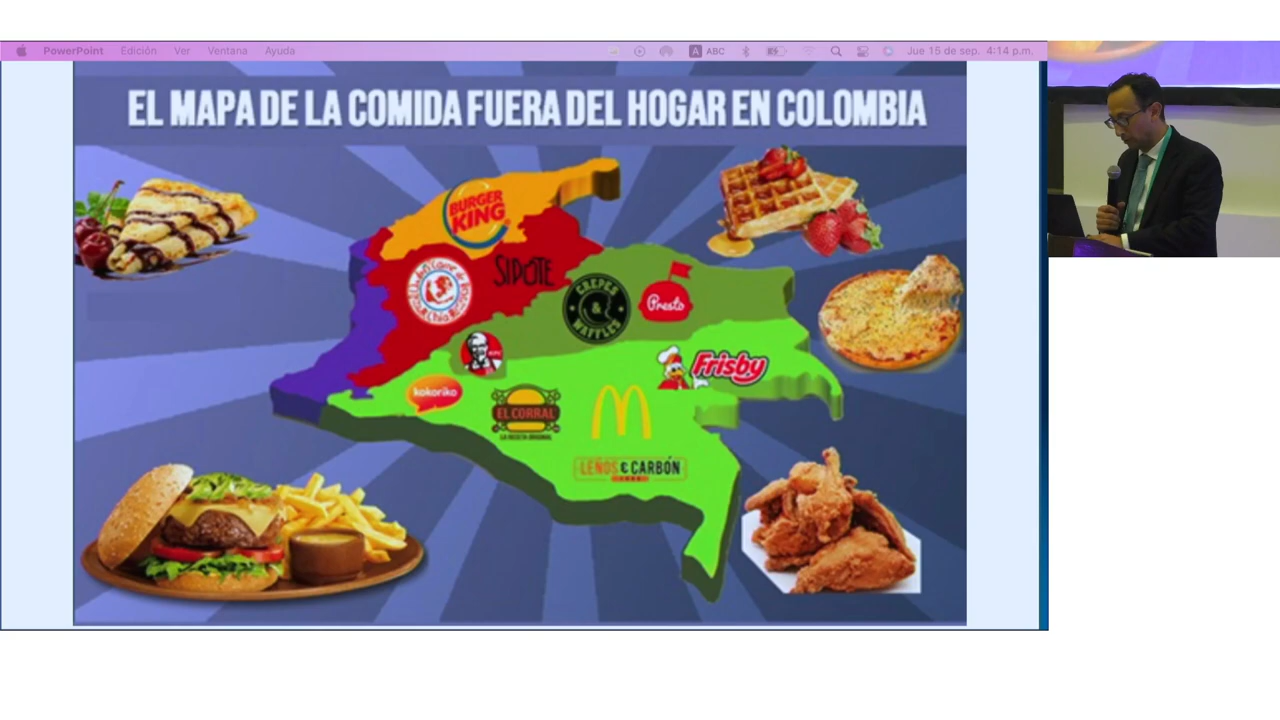 PowerPoint Edición Ver Ventana Ayuda ABC Jue 15 de sep. 4:14 p.m.
EL MAPA DE LA COMIDA FUERA DEL HOGAR EN COLOMBIA
BURGER
KING
SIPOTE
CREPES
&
WAFFLES
Presto
KFC
Frisby
kokoriko
EL CORRAL
LA RECETA ORIGINAL
LEÑOS & CARBÓN